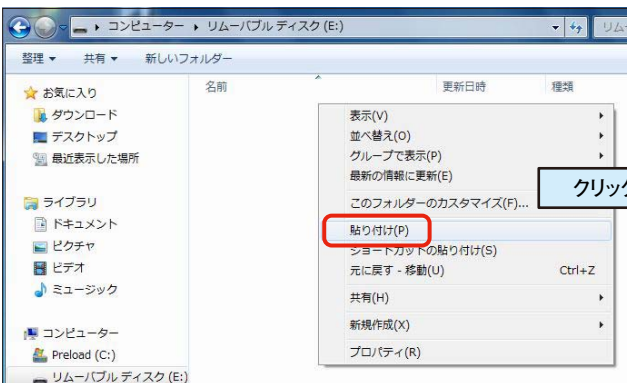 コンピューター ▸ リムーバブル ディスク (E:)
整理 ▼ 共有 ▼ 新しいフォルダー
名前 更新日時 種類
お気に入り
ダウンロード
デスクトップ
最近表示した場所
ライブラリ
ドキュメント
ピクチャ
ビデオ
ミュージック
コンピューター
Preload (C:)
リムーバブル ディスク (E:)
表示(V)
並べ替え(O)
グループで表示(P)
最新の情報に更新(E)
このフォルダーのカスタマイズ(F)...
貼り付け(P)
ショートカットの貼り付け(S)
元に戻す - 移動(U) Ctrl+Z
共有(H)
新規作成(X)
プロパティ(R)